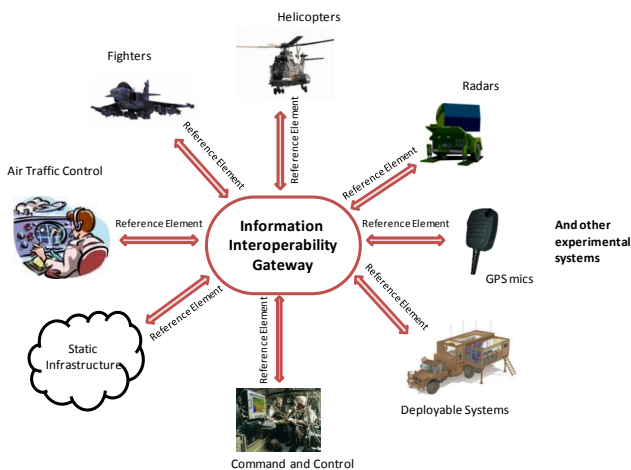 Helicopters
Fighters
Radars
Reference Element
Reference Element
Reference Element
Air Traffic Control
Reference Element
Information
Interoperability
Gateway
Reference Element
GPS mics
And other
experimental
systems
Reference Element
Reference Element
Reference Element
Static
Infrastructure
Deployable Systems
Command and Control